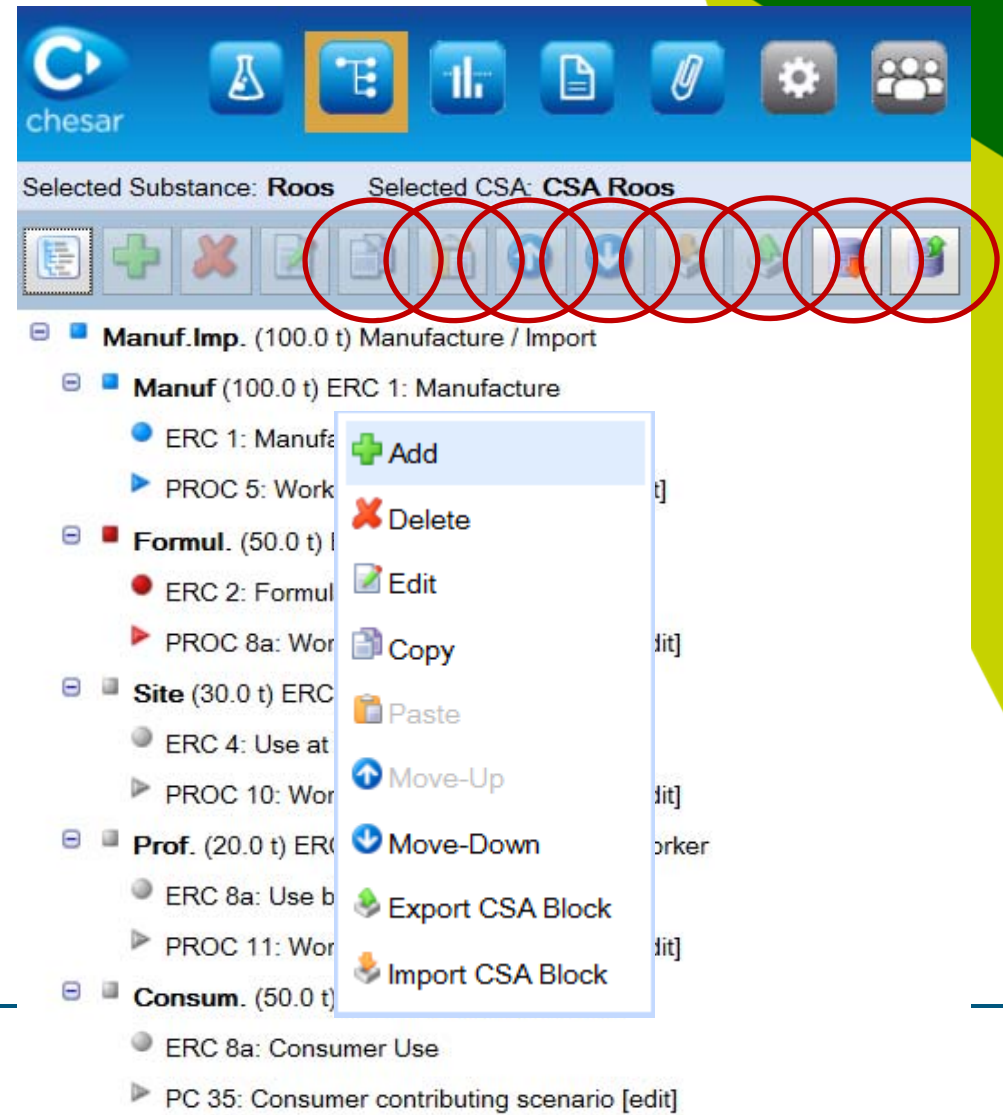 chesar
Selected Substance: Roos Selected CSA: CSA Roos
Manuf.Imp. (100.0 t) Manufacture / Import
Manuf (100.0 t) ERC 1: Manufacture
ERC 1: Manufa
PROC 5: Work t]
Formul. (50.0 t)
ERC 2: Formul
PROC 8a: Wor dit]
Site (30.0 t) ERC
ERC 4: Use at
PROC 10: Wor dit]
Prof. (20.0 t) ERC orker
ERC 8a: Use b
PROC 11: Wor dit]
Consum. (50.0 t)
ERC 8a: Consumer Use
PC 35: Consumer contributing scenario [edit]
Add
Delete
Edit
Copy
Paste
Move-Up
Move-Down
Export CSA Block
Import CSA Block